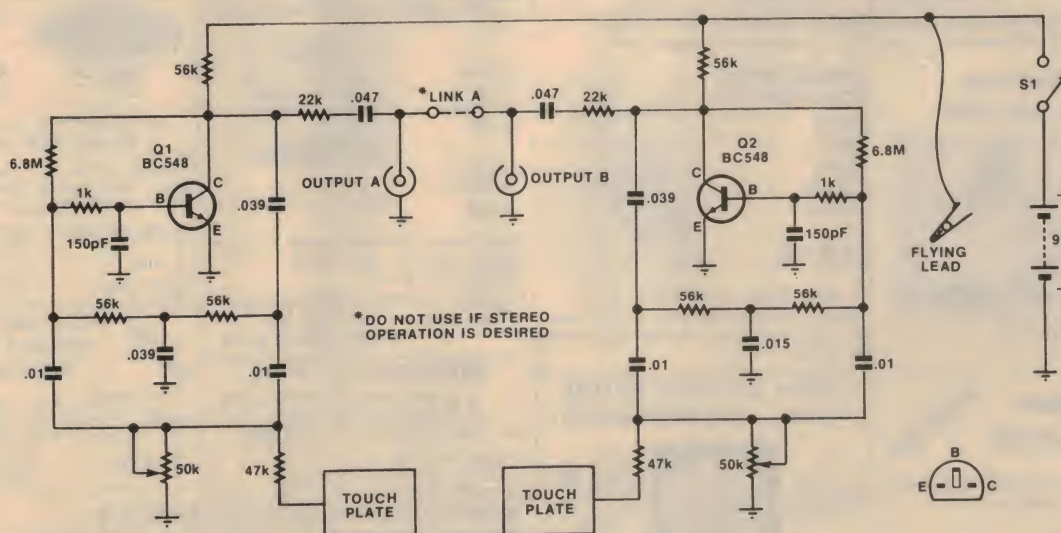 56k
56k
S1
22k
.047
*LINK A
.047
22k
6.8M
Q1
BC548
Q2
BC548
6.8M
OUTPUT A
OUTPUT B
1k
B
C
E
.039
.039
C
B
E
1k
150pF
150pF
FLYING
LEAD
9
56k
56k
56k
56k
*DO NOT USE IF STEREO
OPERATION IS DESIRED
.039
.015
.01
.01
.01
.01
50k
47k
47k
50k
TOUCH
PLATE
TOUCH
PLATE
B
E
C